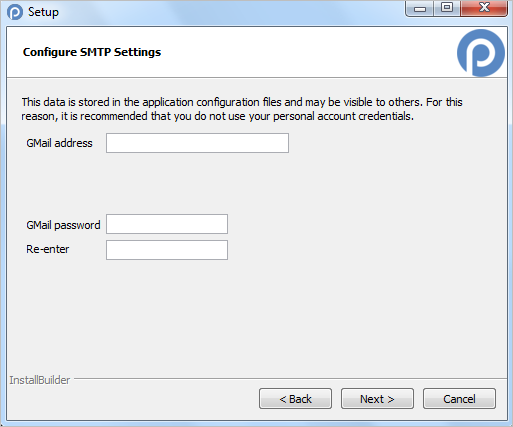 Setup
Configure SMTP Settings
This data is stored in the application configuration files and may be visible to others. For this
reason, it is recommended that you do not use your personal account credentials.
GMail address
GMail password
Re-enter
InstallBuilder
< Back
Next >
Cancel